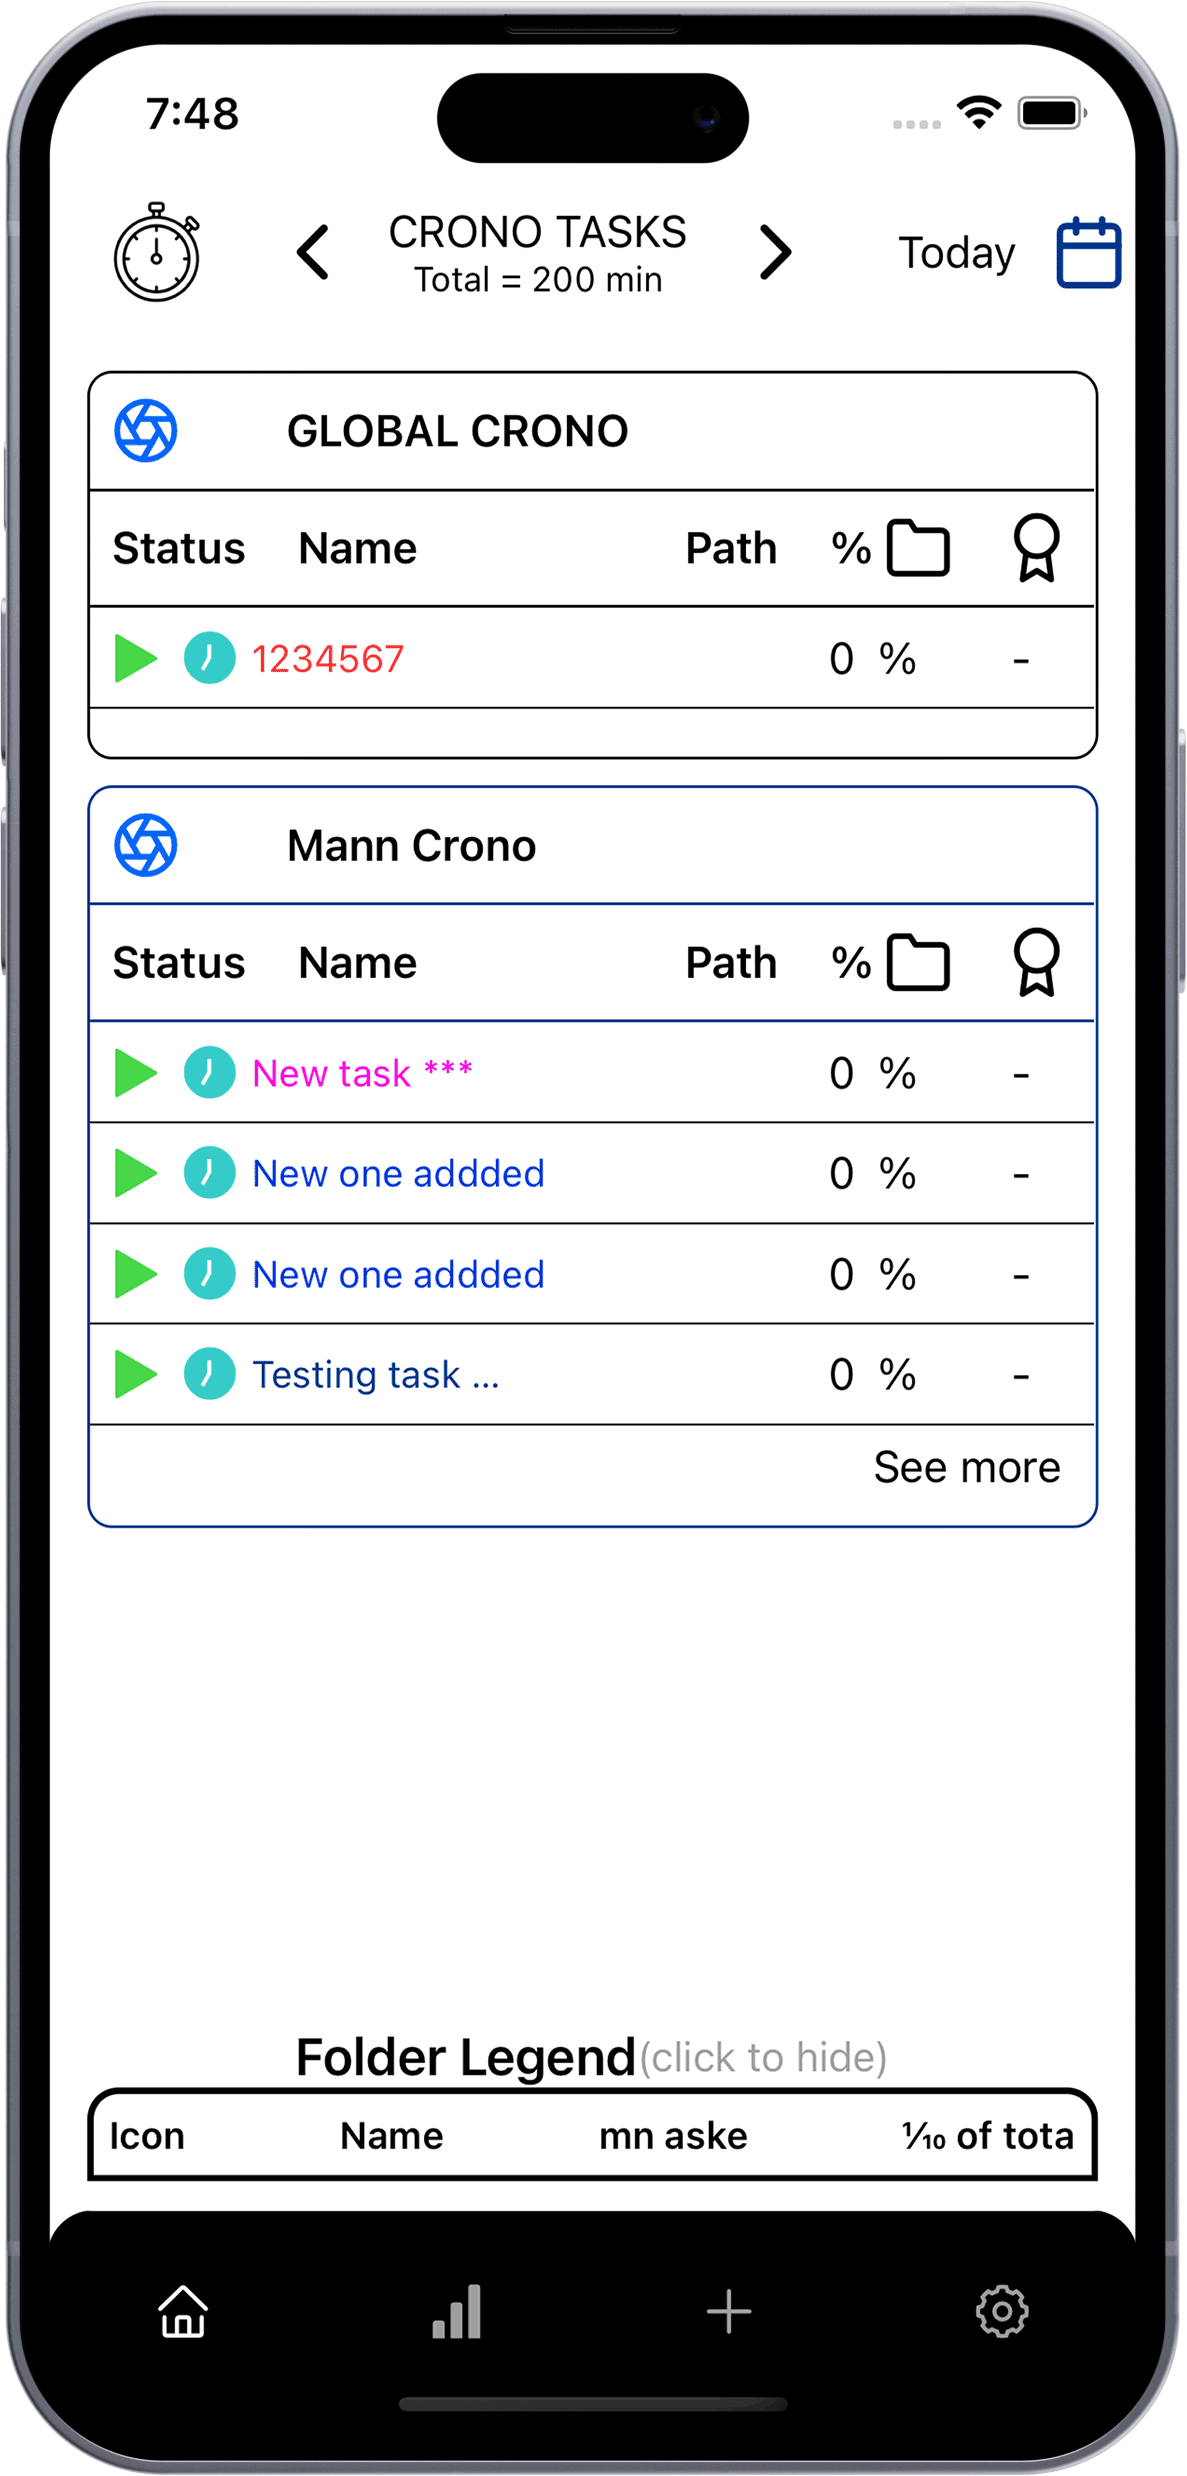 7:48
CRONO TASKS
Total = 200 min
Today
GLOBAL CRONO
Status Name Path %
1234567 0 % -
Mann Crono
Status Name Path %
New task *** 0 % -
New one addded 0 % -
New one addded 0 % -
Testing task ... 0 % -
See more
Folder Legend(click to hide)
Icon Name mn aske ⅒ of tota